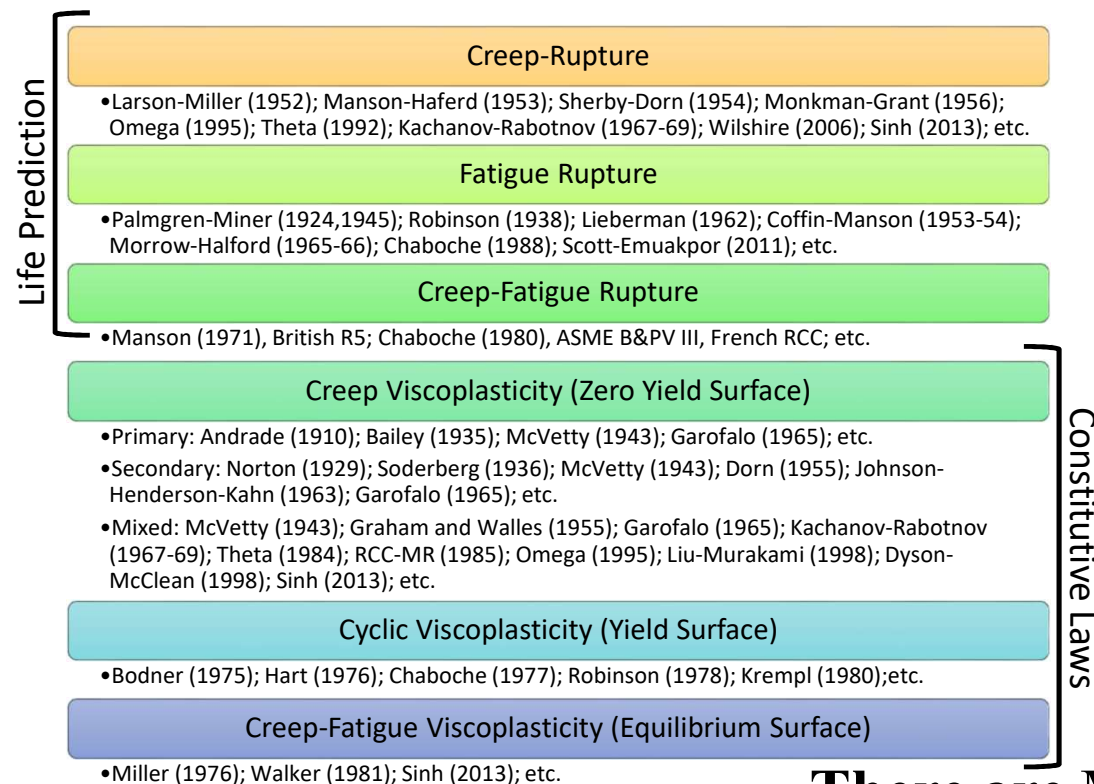 Life Prediction
Creep-Rupture
•Larson-Miller (1952); Manson-Haferd (1953); Sherby-Dorn (1954); Monkman-Grant (1956);
Omega (1995); Theta (1992); Kachanov-Rabotnov (1967-69); Wilshire (2006); Sinh (2013); etc.
Fatigue Rupture
•Palmgren-Miner (1924,1945); Robinson (1938); Lieberman (1962); Coffin-Manson (1953-54);
Morrow-Halford (1965-66); Chaboche (1988); Scott-Emuakpor (2011); etc.
Creep-Fatigue Rupture
•Manson (1971), British R5; Chaboche (1980), ASME B&PV III, French RCC; etc.
Constitutive Laws
Creep Viscoplasticity (Zero Yield Surface)
•Primary: Andrade (1910); Bailey (1935); McVetty (1943); Garofalo (1965); etc.
•Secondary: Norton (1929); Soderberg (1936); McVetty (1943); Dorn (1955); Johnson-
Henderson-Kahn (1963); Garofalo (1965); etc.
•Mixed: McVetty (1943); Graham and Walles (1955); Garofalo (1965); Kachanov-Rabotnov
(1967-69); Theta (1984); RCC-MR (1985); Omega (1995); Liu-Murakami (1998); Dyson-
McClean (1998); Sinh (2013); etc.
Cyclic Viscoplasticity (Yield Surface)
•Bodner (1975); Hart (1976); Chaboche (1977); Robinson (1978); Krempl (1980);etc.
Creep-Fatigue Viscoplasticity (Equilibrium Surface)
•Miller (1976); Walker (1981); Sinh (2013); etc.
There are